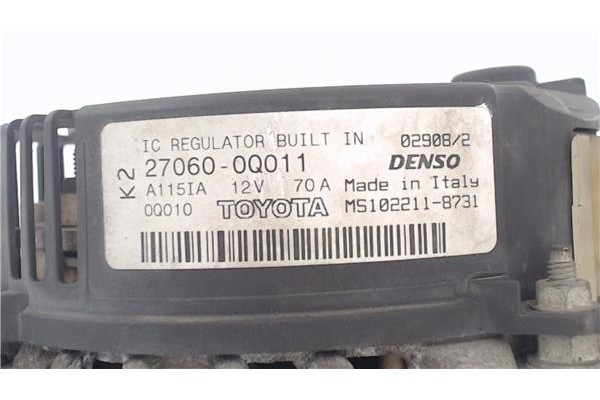 IC REGULATOR BUILT IN 02908/2
K2 27060-0Q011 DENSO
A115IA 12V 70A Made in Italy
0Q010 TOYOTA MS102211-8731